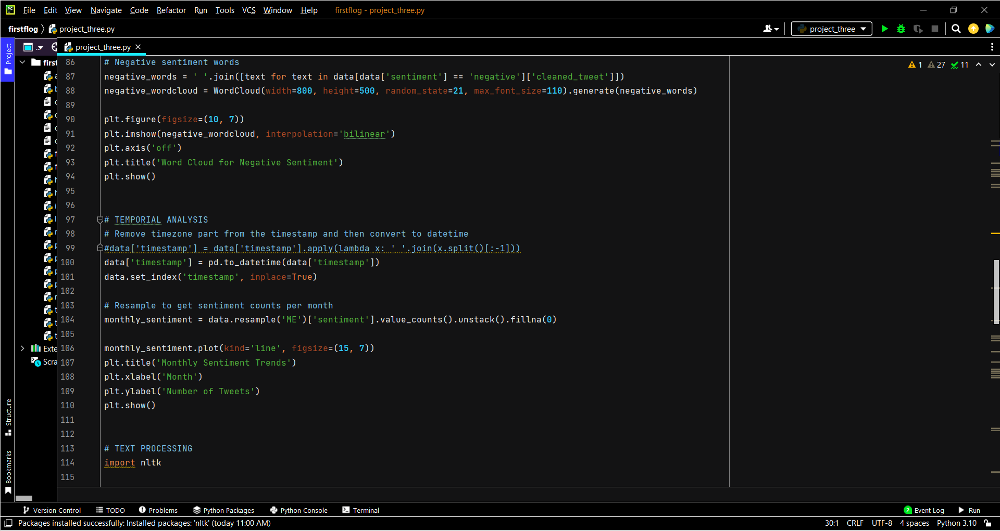 File Edit View Navigate Code Refactor Run Tools VCS Window Help firstflog - project_three.py
firstflog project_three.py project_three
Project .. project_three.py
86 # Negative sentiment words
1 27 11
87 negative_words = ' '.join([text for text in data[data['sentiment'] == 'negative']['cleaned_tweet']])
88 negative_wordcloud = WordCloud(width=800, height=500, random_state=21, max_font_size=110).generate(negative_words)
89
90 plt.figure(figsize=(10, 7))
91 plt.imshow(negative_wordcloud, interpolation='bilinear')
92 plt.axis('off')
93 plt.title('Word Cloud for Negative Sentiment')
94 plt.show()
95
96
97 # TEMPORIAL ANALYSIS
98 # Remove timezone part from the timestamp and then convert to datetime
99 #data['timestamp'] = data['timestamp'].apply(lambda x: ' '.join(x.split()[:-1]))
100 data['timestamp'] = pd.to_datetime(data['timestamp'])
101 data.set_index('timestamp', inplace=True)
102
103 # Resample to get sentiment counts per month
104 monthly_sentiment = data.resample('ME')['sentiment'].value_counts().unstack().fillna(0)
105
106 monthly_sentiment.plot(kind='line', figsize=(15, 7))
107 plt.title('Monthly Sentiment Trends')
108 plt.xlabel('Month')
109 plt.ylabel('Number of Tweets')
110 plt.show()
111
112
113 # TEXT PROCESSING
114 import nltk
115
first
Exte
Scra
Structure
Bookmarks
Version Control TODO Problems Python Packages Python Console Terminal 2 Event Log Run
Packages installed successfully: Installed packages: 'nltk' (today 11:00 AM) 30:1 CRLF UTF-8 4 spaces Python 3.10